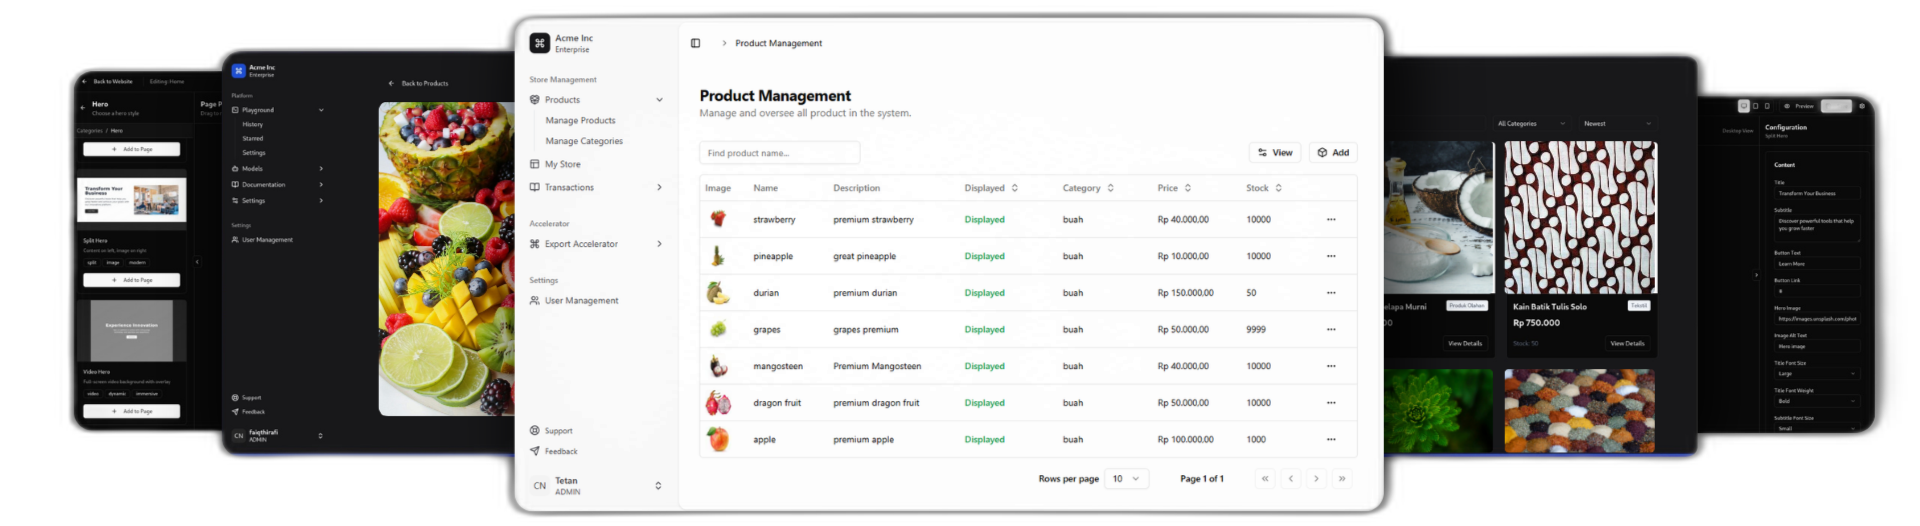 Back to Website
Editing: Home
Hero
Choose a hero style
Page P
Drag to
Categories / Hero
+ Add to Page
Transform Your Business
Split Hero
Content on left, image on right
split
image
modern
+ Add to Page
Experience Innovation
Video Hero
Full-screen video background with overlay
video
dynamic
immersive
+ Add to Page
Acme Inc
Enterprise
Platform
Playground
History
Starred
Settings
Models
Documentation
Settings
Settings
User Management
Support
Feedback
CN
Faiqthirafi
ADMIN
Back to Products
Acme Inc
Enterprise
Store Management
Products
Manage Products
Manage Categories
My Store
Transactions
Accelerator
Export Accelerator
Settings
User Management
Support
Feedback
CN
Tetan
ADMIN
Product Management
Product Management
Manage and oversee all product in the system.
Find product name...
View
Add
Image Name Description Displayed Category Price Stock
strawberry premium strawberry Displayed buah Rp 40.000,00 10000 ···
pineapple great pineapple Displayed buah Rp 10.000,00 10000 ···
durian premium durian Displayed buah Rp 150.000,00 50 ···
grapes grapes premium Displayed buah Rp 50.000,00 9999 ···
mangosteen Premium Mangosteen Displayed buah Rp 40.000,00 10000 ···
dragon fruit premium dragon fruit Displayed buah Rp 50.000,00 10000 ···
apple premium apple Displayed buah Rp 100.000,00 1000 ···
Rows per page 10
Page 1 of 1
All Categories
Newest
elapa Murni
Produk Olahan
00
View Details
Kain Batik Tulis Solo
Tekstil
Rp 750.000
Stock: 50
View Details
Preview
Desktop View
Configuration
Split Hero
Content
Title
Transform Your Business
Subtitle
Discover powerful tools that help
you grow faster
Button Text
Learn More
Button Link
#
Hero Image
https://images.unsplash.com/phot
Image Alt Text
Hero image
Title Font Size
Large
Title Font Weight
Bold
Subtitle Font Size
Small